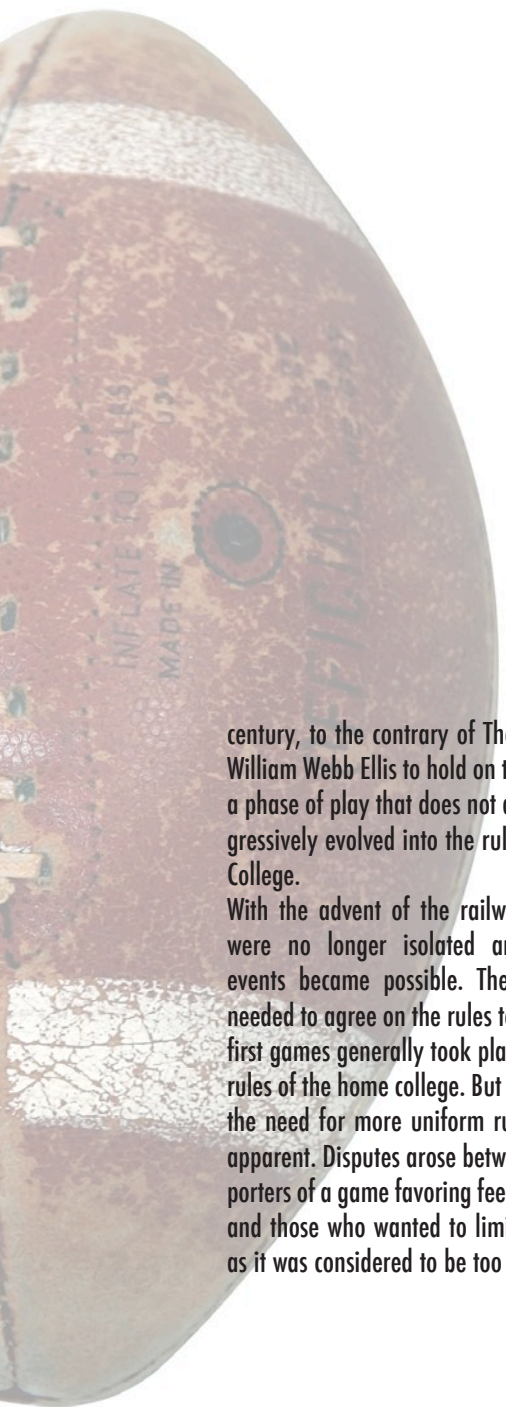 INFLATE TO 13 LBS
MADE IN USA
century, to the contrary of The
William Webb Ellis to hold on t
a phase of play that does not
gressively evolved into the rul
College.
With the advent of the railw
were no longer isolated
events became possible. The
needed to agree on the rules
first games generally took pla
rules of the home college. But
the need for more uniform
apparent. Disputes arose betw
porters of a game favoring fee
and those who wanted to limi
as it was considered to be too